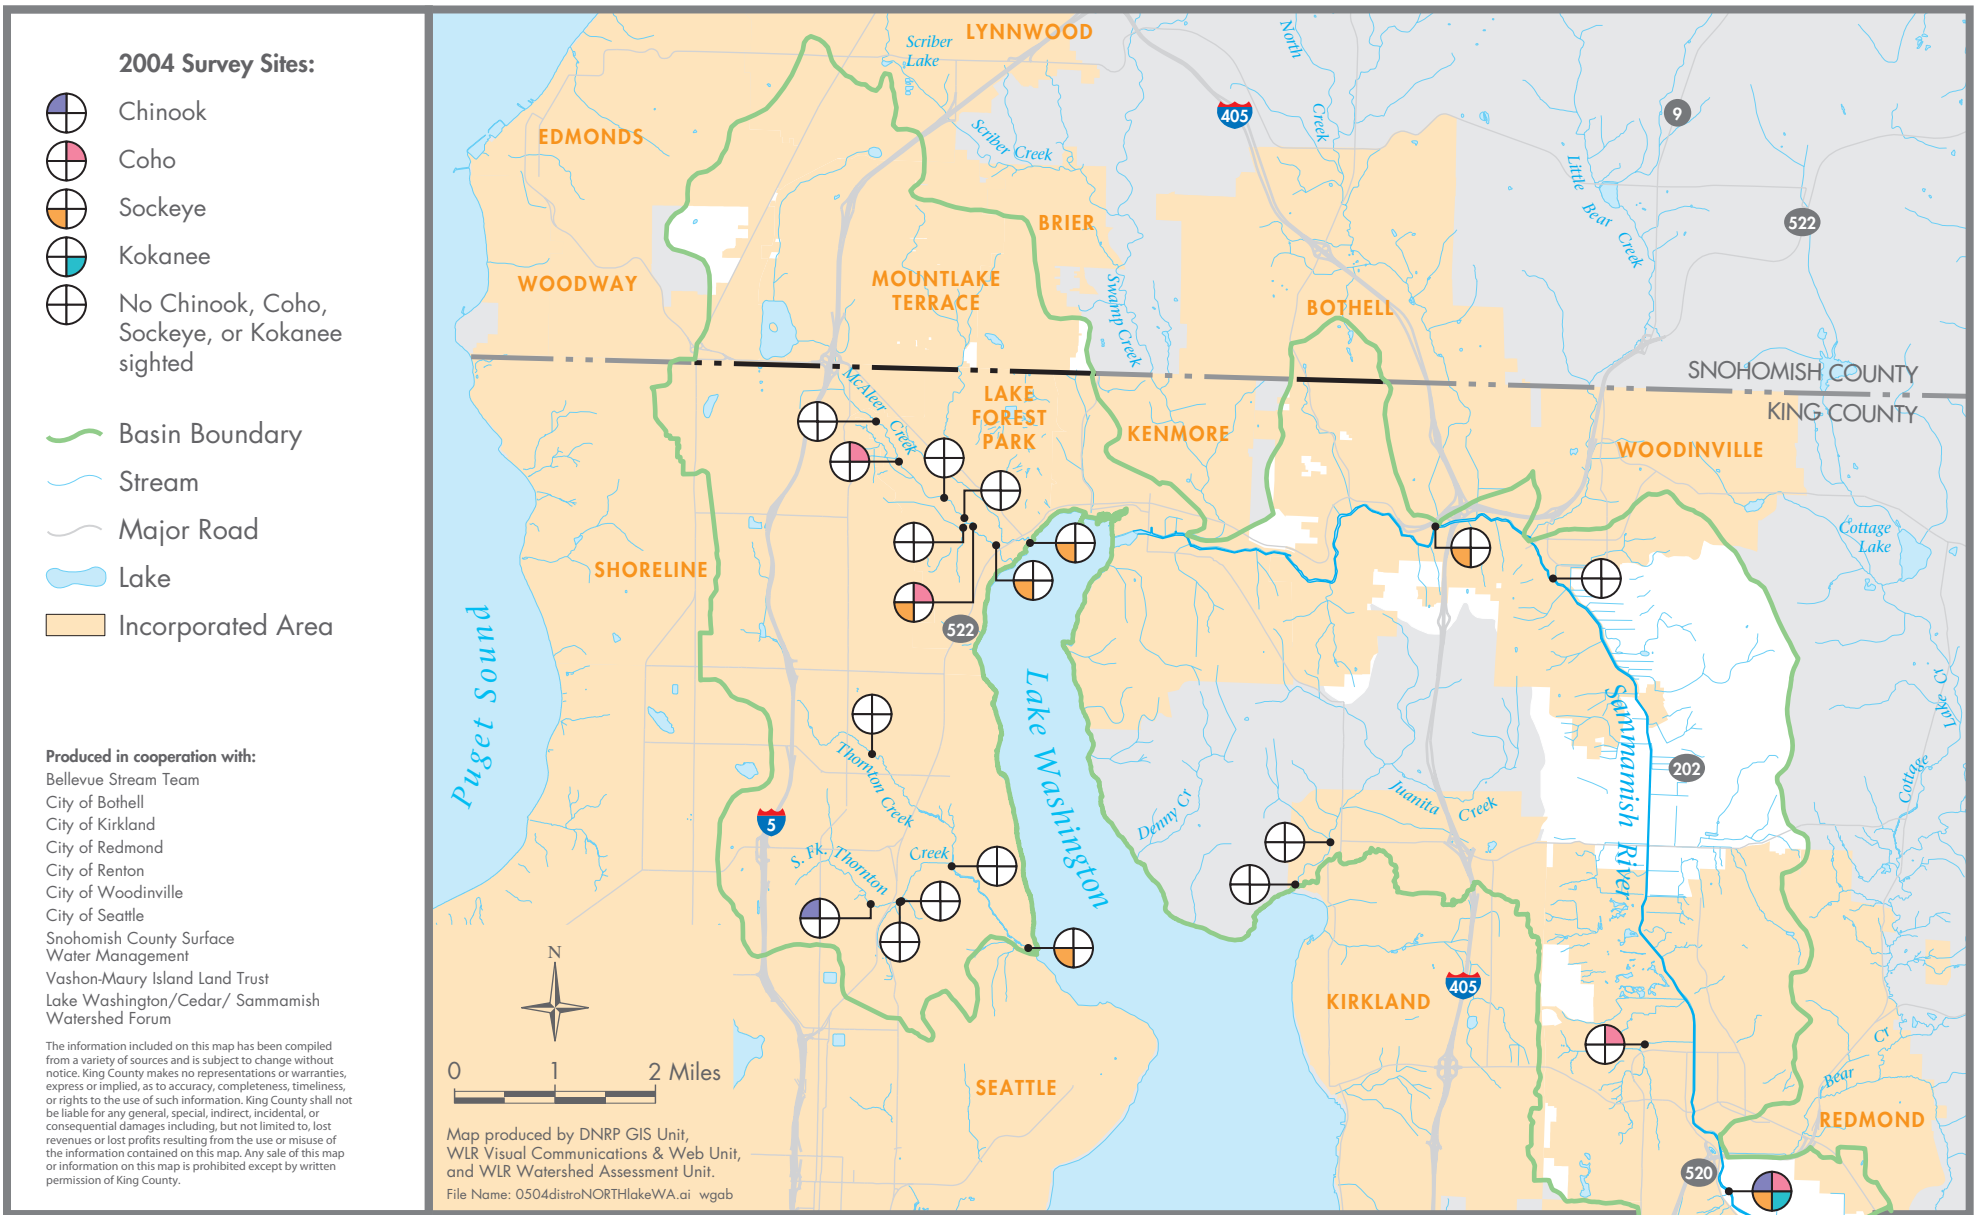 2004 Survey Sites:
Chinook
Coho
Sockeye
Kokanee
No Chinook, Coho,
Sockeye, or Kokanee
sighted
Basin Boundary
Stream
Major Road
Lake
Incorporated Area
Produced in cooperation with:
Bellevue Stream Team
City of Bothell
City of Kirkland
City of Redmond
City of Renton
City of Woodinville
City of Seattle
Snohomish County Surface
Water Management
Vashon-Maury Island Land Trust
Lake Washington/Cedar/ Sammamish
Watershed Forum
The information included on this map has been compiled
from a variety of sources and is subject to change without
notice. King County makes no representations or warranties,
express or implied, as to accuracy, completeness, timeliness,
or rights to the use of such information. King County shall not
be liable for any general, special, indirect, incidental, or
consequential damages including, but not limited to, lost
revenues or lost profits resulting from the use or misuse of
the information contained on this map. Any sale of this map
or information on this map is prohibited except by written
permission of King County.
LYNNWOOD
Scriber
Lake
North
Creek
405
9
EDMONDS
Scriber Creek
Little
Bear
Creek
522
BRIER
WOODWAY
MOUNTLAKE
TERRACE
Swamp Creek
BOTHELL
SNOHOMISH COUNTY
KING COUNTY
McAleer
Creek
LAKE
FOREST
PARK
KENMORE
WOODINVILLE
Cottage
Lake
SHORELINE
522
Puget Sound
Lake Washington
Sammamish River
202
Cottage
Lake Cr
Thornton Creek
Denny Cr
Juanita
Creek
5
S. Fk. Thornton
Creek
N
KIRKLAND
405
0 1 2 Miles
SEATTLE
Bear
Cr
REDMOND
520
Map produced by DNRP GIS Unit,
WLR Visual Communications & Web Unit,
and WLR Watershed Assessment Unit.
File Name: 0504distroNORTHlakeWA.ai wgab